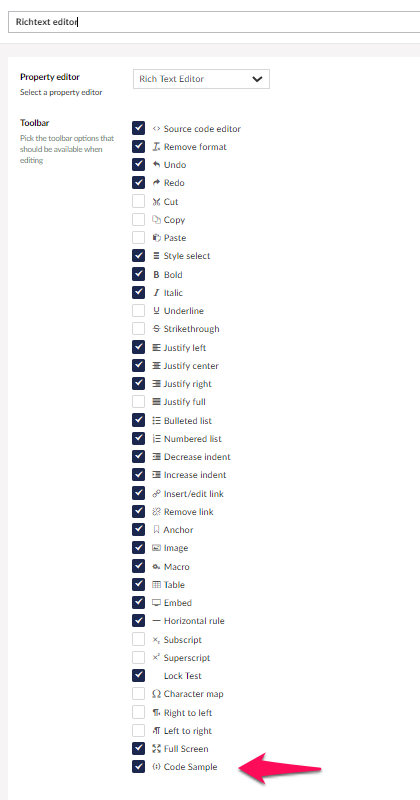 Richtext editor
Property editor
Select a property editor
Rich Text Editor
Toolbar
Pick the toolbar options that
should be available when
editing
Source code editor
Remove format
Undo
Redo
Cut
Copy
Paste
Style select
Bold
Italic
Underline
Strikethrough
Justify left
Justify center
Justify right
Justify full
Bulleted list
Numbered list
Decrease indent
Increase indent
Insert/edit link
Remove link
Anchor
Image
Macro
Table
Embed
Horizontal rule
Subscript
Superscript
Lock Test
Character map
Right to left
Left to right
Full Screen
Code Sample